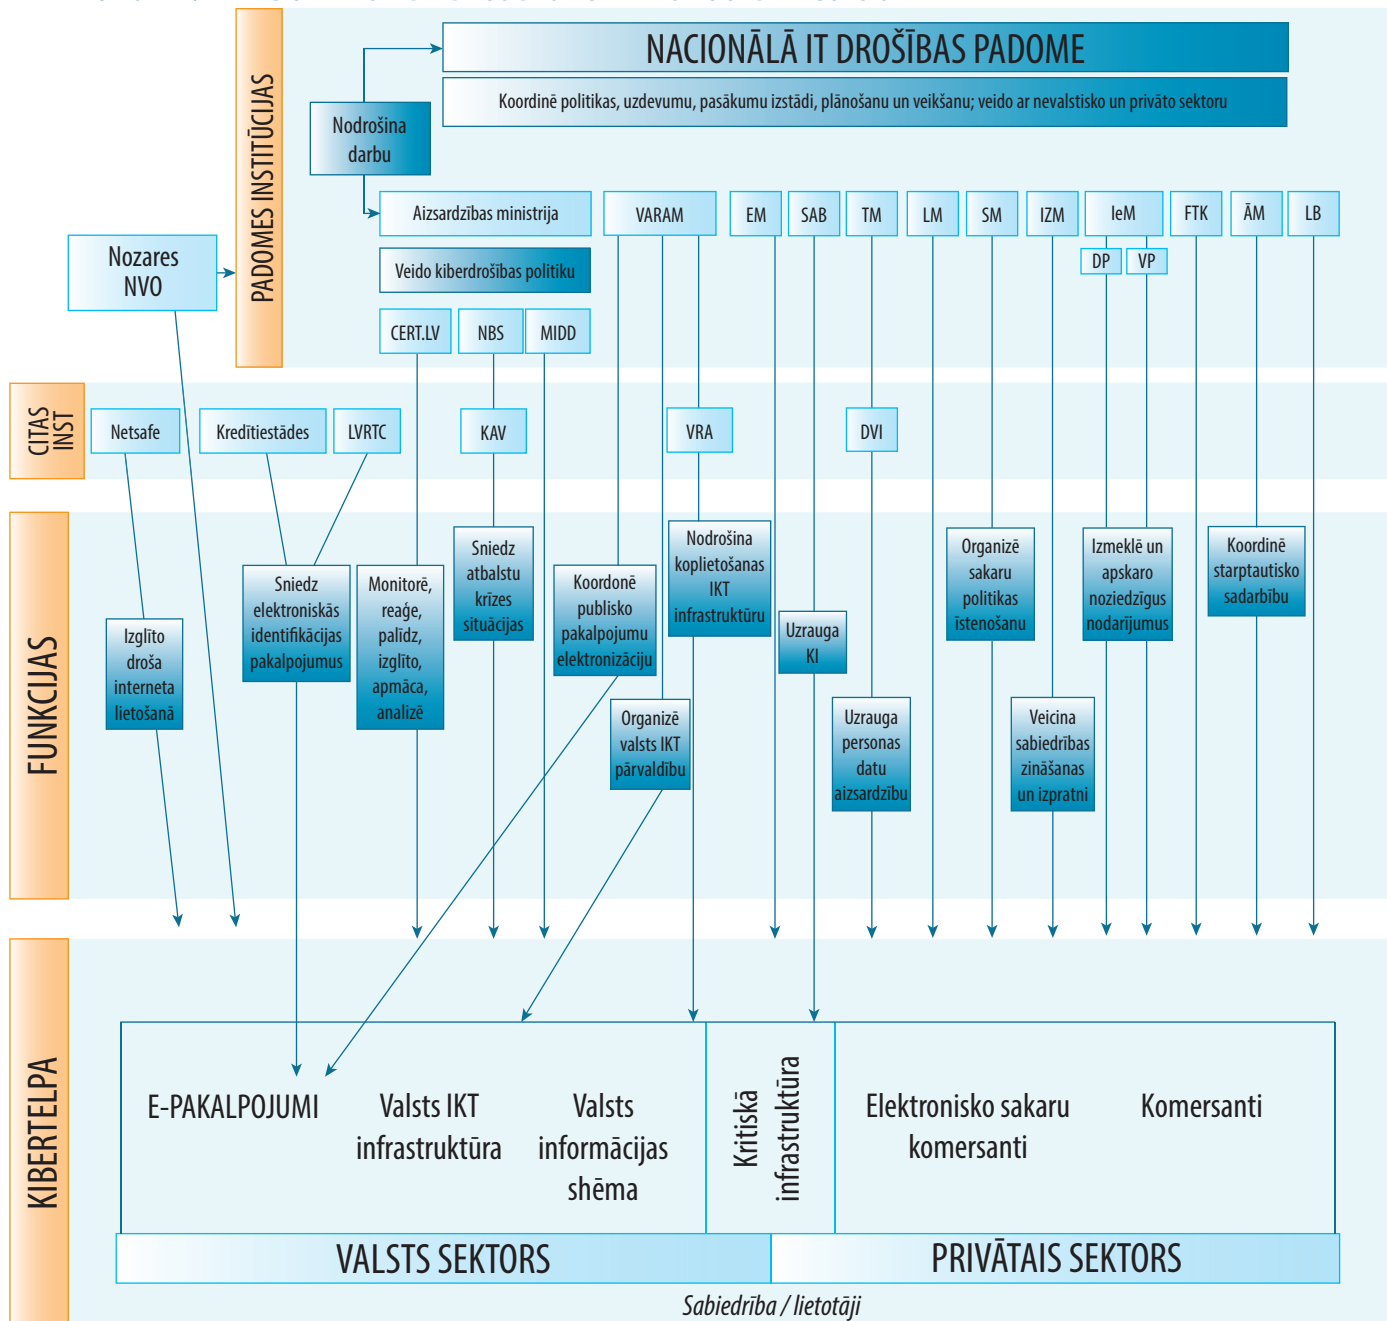 NACIONĀLĀ IT DROŠĪBAS PADOME
Koordinē politikas, uzdevumu, pasākumu izstādi, plānošanu un veikšanu; veido ar nevalstisko un privāto sektoru
Nodrošina
darbu
PADOMES INSTITŪCIJAS
Aizsardzības ministrija
VARAM
EM
SAB
TM
LM
SM
IZM
IeM
FTK
ĀM
LB
DP
VP
Nozares
NVO
Veido kiberdrošības politiku
CERT.LV
NBS
MIDD
CITAS
INST
Netsafe
Kredītiestādes
LVRTC
KAV
VRA
DVI
FUNKCIJAS
Izglīto
droša
interneta
lietošanā
Sniedz
elektroniskās
identifikācijas
pakalpojumus
Monitorē,
reaģe,
palīdz,
izglīto,
apmāca,
analizē
Sniedz
atbalstu
krīzes
situācijas
Koordonē
publisko
pakalpojumu
elektronizāciju
Organizē
valsts IKT
pārvaldību
Nodrošina
koplietošanas
IKT
infrastruktūru
Uzrauga
KI
Uzrauga
personas
datu
aizsardzību
Organizē
sakaru
politikas
īstenošanu
Veicina
sabiedrības
zināšanas
un izpratni
Izmeklē un
apskaro
noziedzīgus
nodarījumus
Koordinē
starptautisko
sadarbību
KIBERTELPA
E-PAKALPOJUMI
Valsts IKT
infrastruktūra
Valsts
informācijas
shēma
Kritiskā
infrastruktūra
Elektronisko sakaru
komersanti
Komersanti
VALSTS SEKTORS
PRIVĀTAIS SEKTORS
Sabiedrība / lietotāji